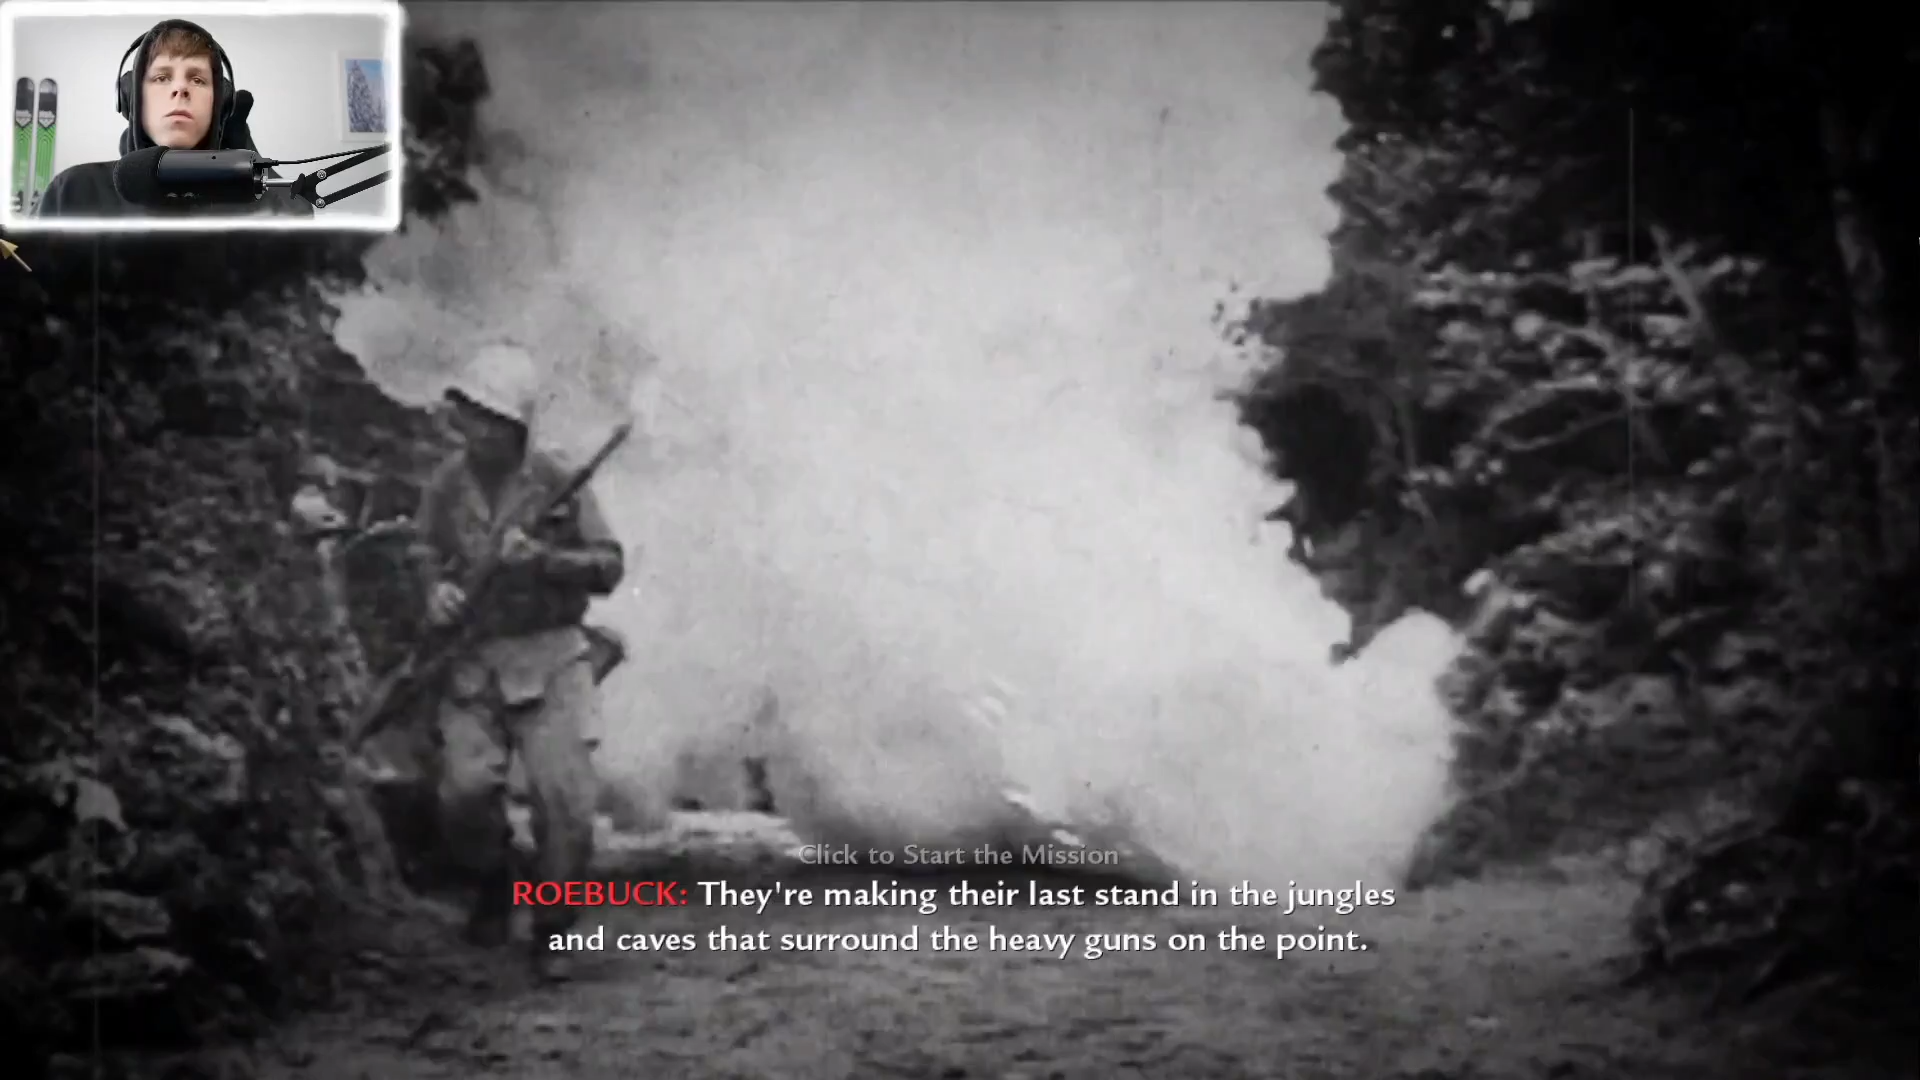 Click to Start the Mission
ROEBUCK: They're making their last stand in the jungles
and caves that surround the heavy guns on the point.